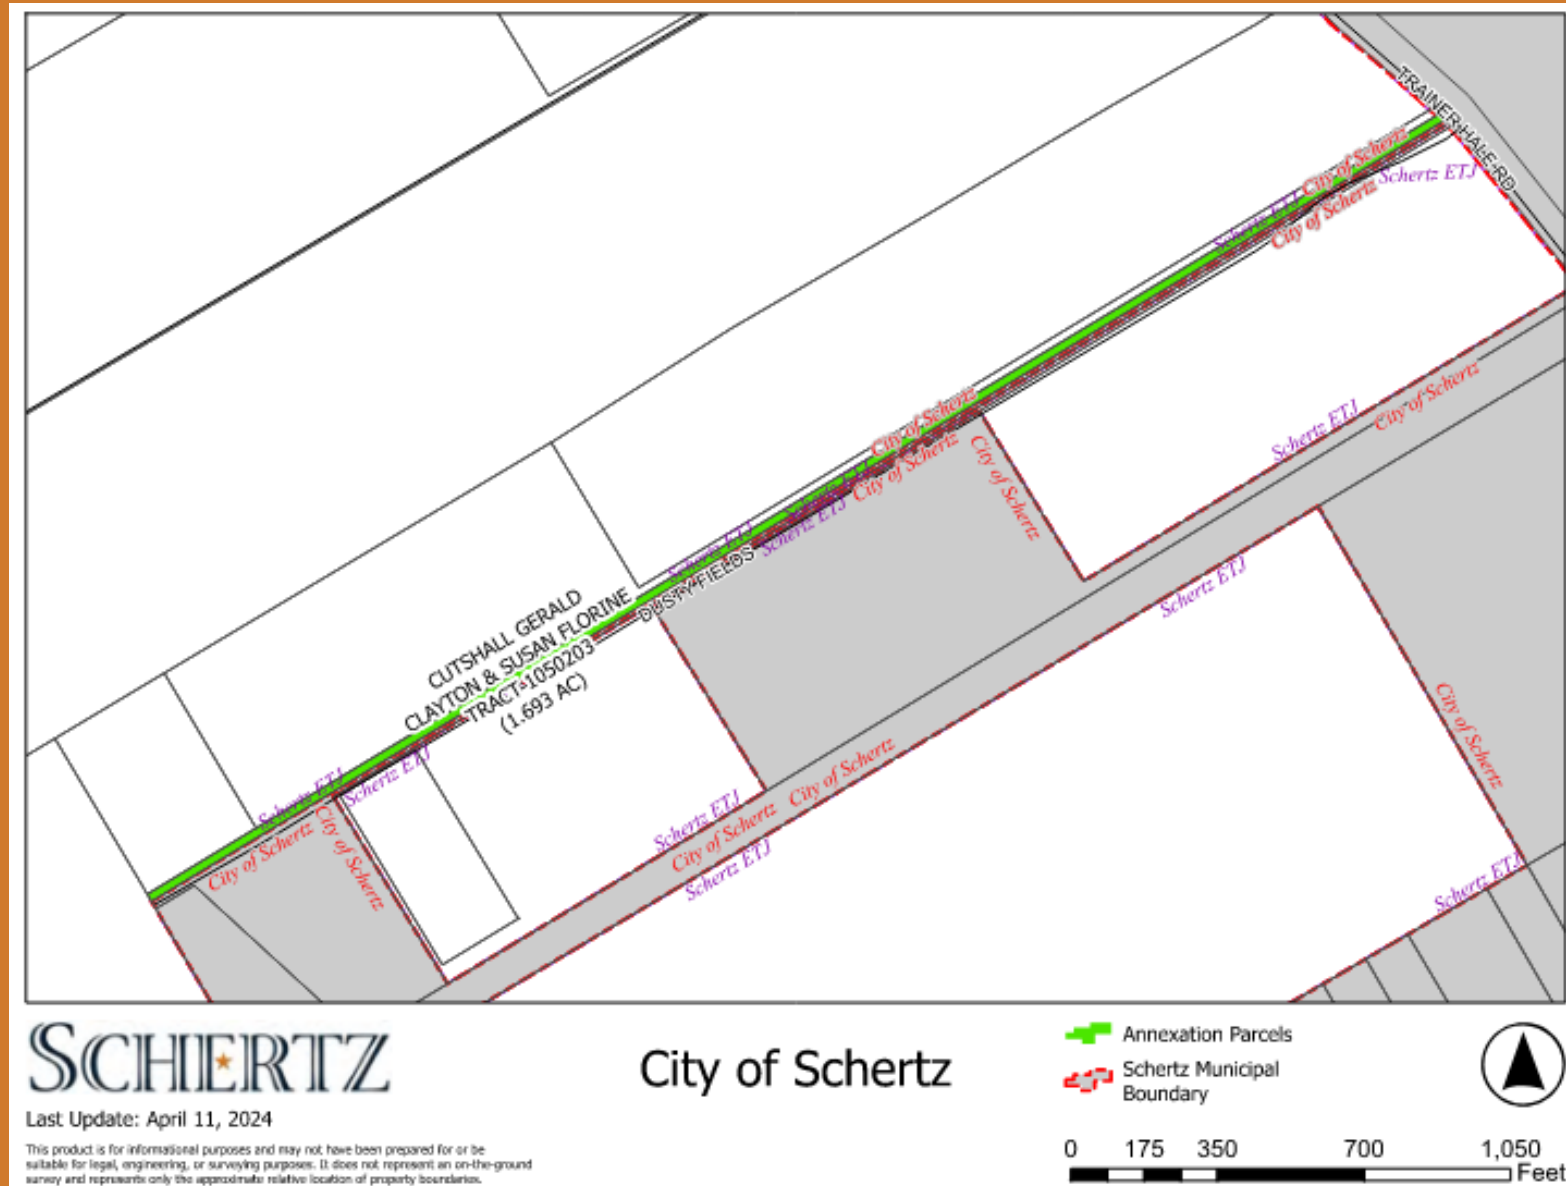 TRAINER HALE RD
City of Schertz
Schertz ETJ
Schertz ETJ
City of Schertz
City of Schertz
City of Schertz
Schertz ETJ
City of Schertz
City of Schertz
City of Schertz
Schertz ETJ
Schertz ETJ
Schertz ETJ
DUSTY FIELDS
Schertz ETJ
CUTSHALL GERALD
CLAYTON & SUSAN FLORINE
TRACT 1050203
(1.693 AC)
City of Schertz
City of Schertz
Schertz ETJ
Schertz ETJ
Schertz ETJ
City of Schertz
City of Schertz
City of Schertz
Schertz ETJ
Schertz ETJ
Schertz ETJ
SCHERTZ
Last Update: April 11, 2024
This product is for informational purposes and may not have been prepared for or be
suitable for legal, engineering, or surveying purposes. It does not represent an on-the-ground
survey and represents only the approximate relative location of property boundaries.
City of Schertz
Annexation Parcels
Schertz Municipal
Boundary
0 175 350 700 1,050
Feet